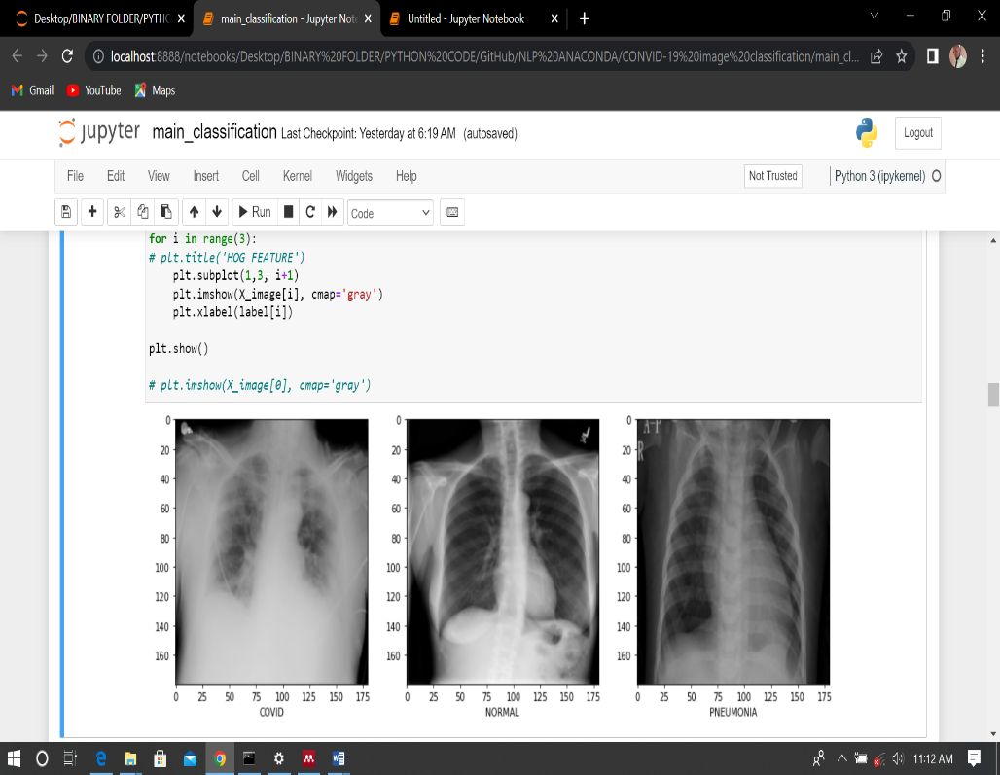 Desktop/BINARY FOLDER/PYTHC
main_classification - Jupyter Note
Untitled - Jupyter Notebook
localhost:8888/notebooks/Desktop/BINARY%20FOLDER/PYTHON%20CODE/GitHub/NLP%20ANACONDA/CONVID-19%20image%20classification/main_cl...
Gmail YouTube Maps
jupyter main_classification Last Checkpoint: Yesterday at 6:19 AM (autosaved)
Logout
File Edit View Insert Cell Kernel Widgets Help
Not Trusted
Python 3 (ipykernel)
Run
Code
for i in range(3):
# plt.title('HOG FEATURE')
plt.subplot(1,3, i+1)
plt.imshow(X_image[i], cmap='gray')
plt.xlabel(label[i])
plt.show()
# plt.imshow(X_image[0], cmap='gray')
0
20
40
60
80
100
120
140
160
0 25 50 75 100 125 150 175
COVID
0
20
40
60
80
100
120
140
160
0 25 50 75 100 125 150 175
NORMAL
A-P
R
0
20
40
60
80
100
120
140
160
0 25 50 75 100 125 150 175
PNEUMONIA
11:12 AM